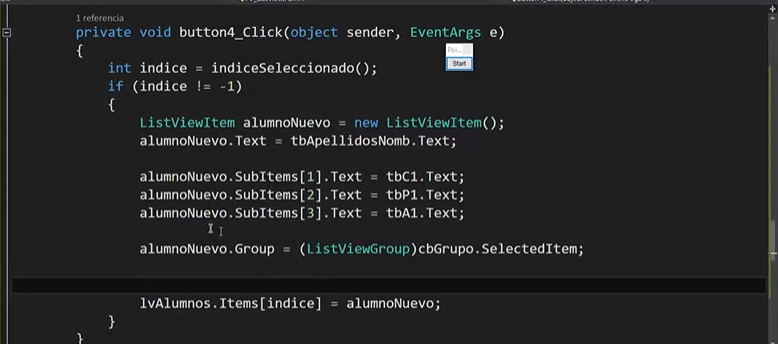 1 referencia
private void button4_Click(object sender, EventArgs e)
{
int indice = indiceSeleccionado();
if (indice != -1)
{
ListViewItem alumnoNuevo = new ListViewItem();
alumnoNuevo.Text = tbApellidosNomb.Text;
alumnoNuevo.SubItems[1].Text = tbC1.Text;
alumnoNuevo.SubItems[2].Text = tbP1.Text;
alumnoNuevo.SubItems[3].Text = tbA1.Text;
alumnoNuevo.Group = (ListViewGroup)cbGrupo.SelectedItem;
lvAlumnos.Items[indice] = alumnoNuevo;
}
}
Start